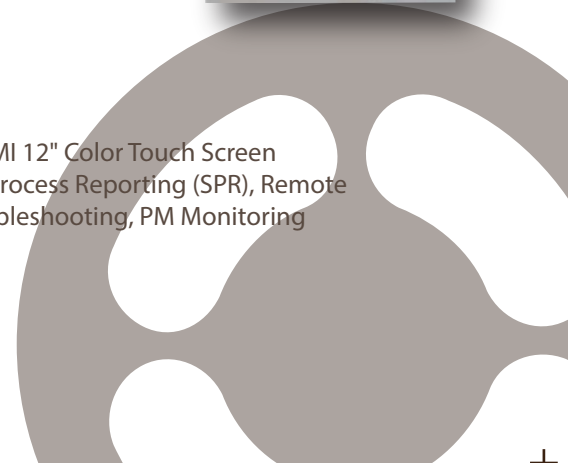 MI 12" Color Touch Screen
rocess Reporting (SPR), Remote
bleshooting, PM Monitoring